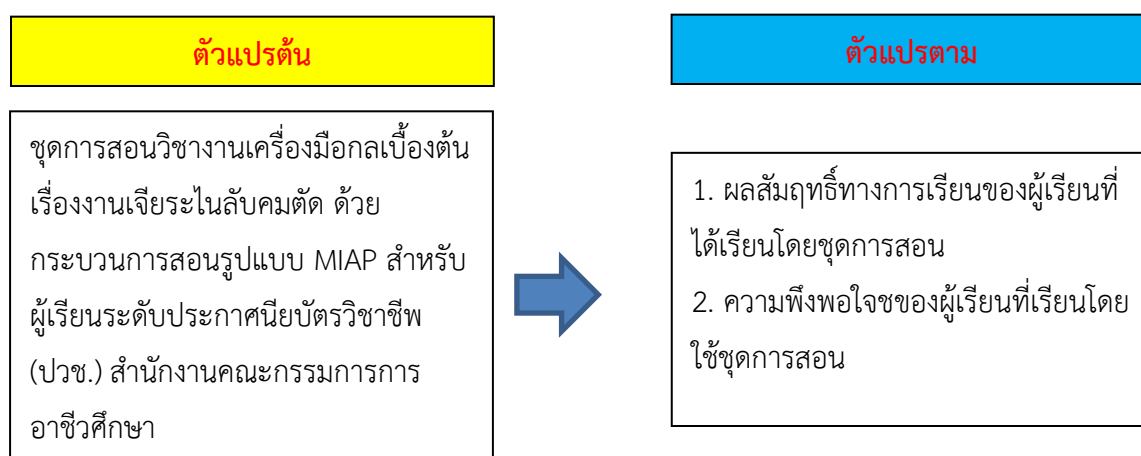 ตัวแปรต้น
ชุดการสอนวิชางานเครื่องมือกลเบื้องต้น
เรื่องงานเจียระไนลับคมตัด ด้วย
กระบวนการสอนรูปแบบ MIAP สำหรับ
ผู้เรียนระดับประกาศนียบัตรวิชาชีพ
(ปวช.) สำนักงานคณะกรรมการการ
อาชีวศึกษา
ตัวแปรตาม
1. ผลสัมฤทธิ์ทางการเรียนของผู้เรียนที่
ได้เรียนโดยชุดการสอน
2. ความพึงพอใจชของผู้เรียนที่เรียนโดย
ใช้ชุดการสอน